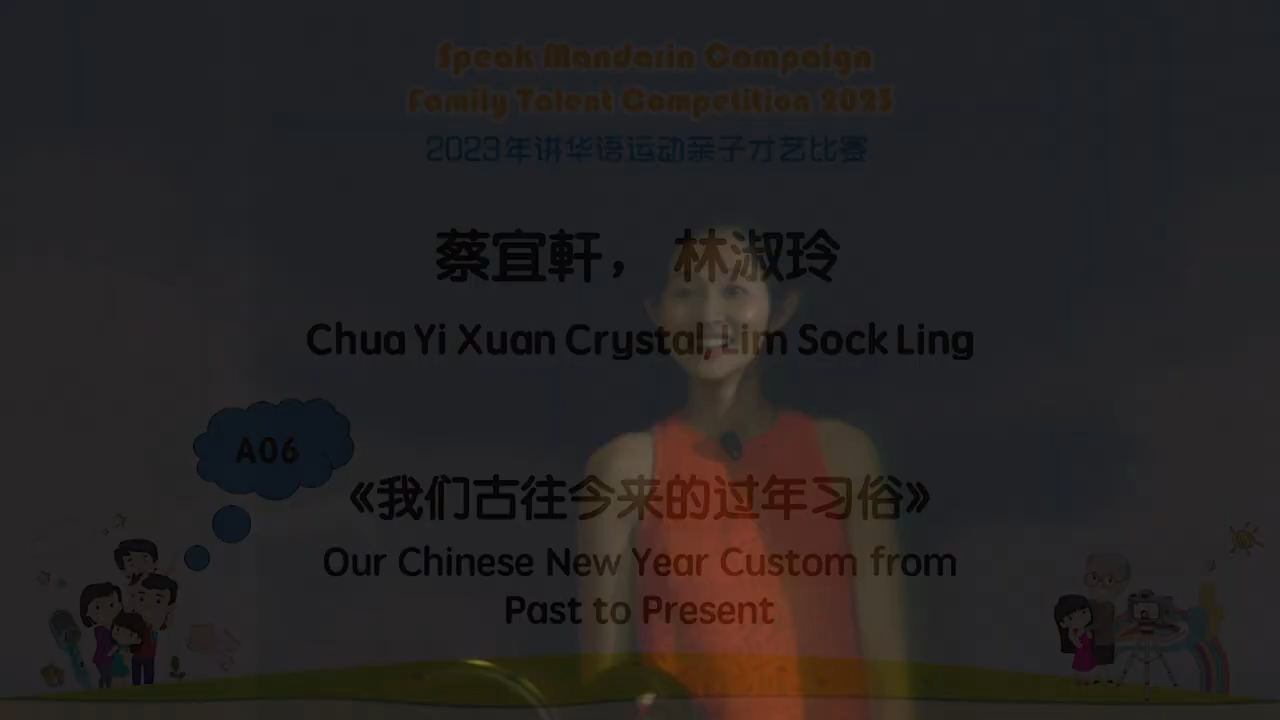 Speak Mandarin Campaign
Family Talent Competition 2023
2023年讲华语运动亲子才艺比赛
蔡宜軒， 林淑玲
Chua Yi Xuan Crystal, Lim Sock Ling
A06
《我们古往今来的过年习俗》
Our Chinese New Year Custom from
Past to Present